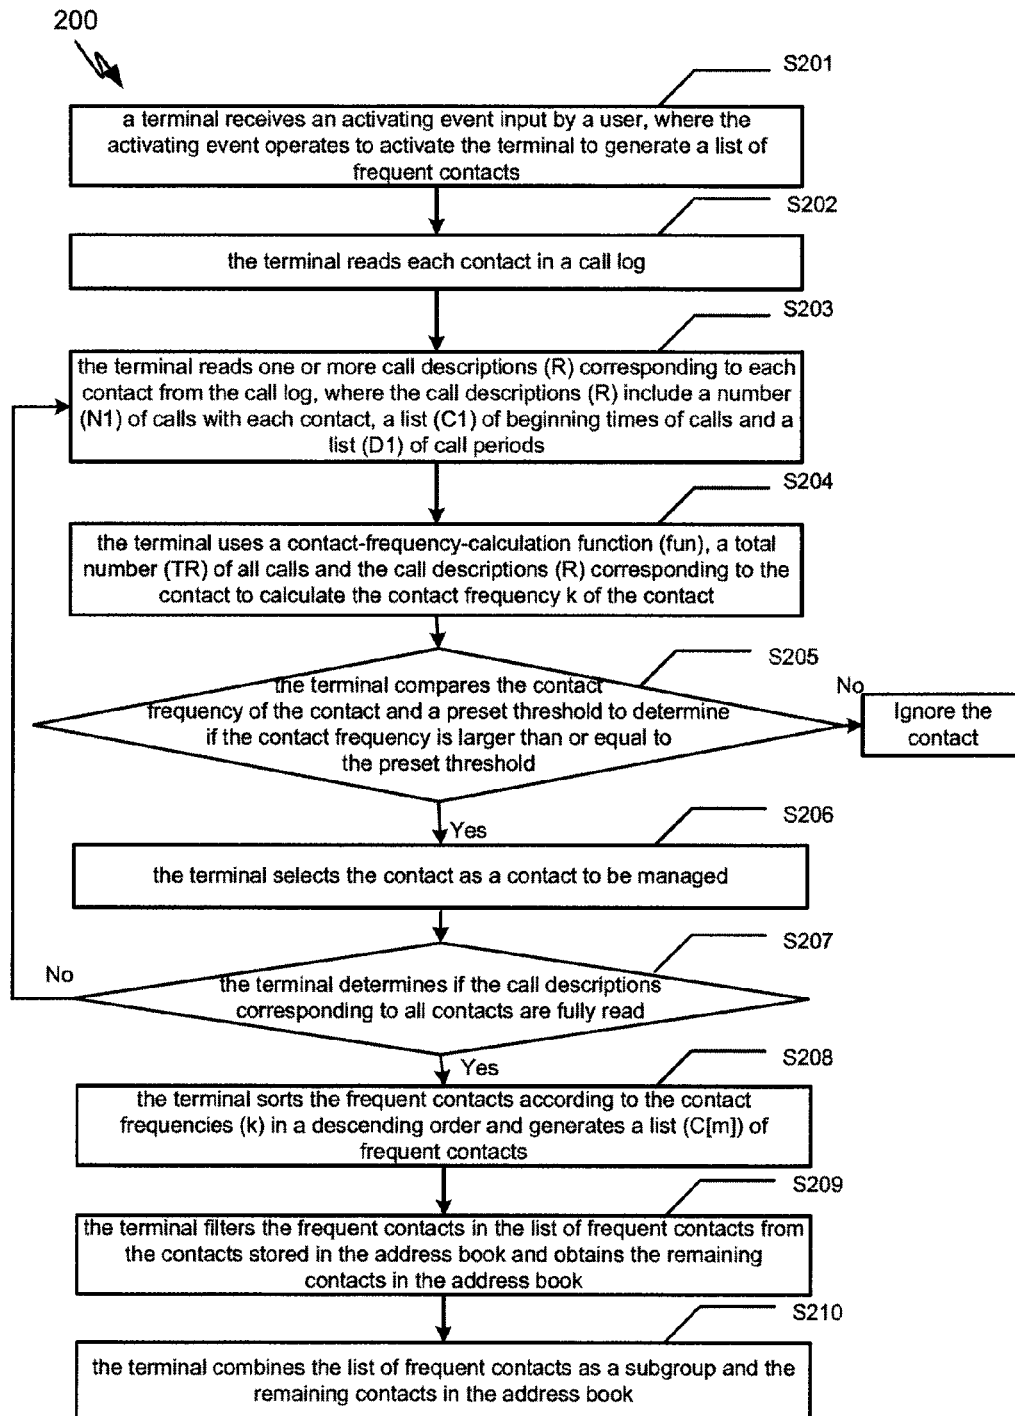 200
S201
a terminal receives an activating event input by a user, where the
activating event operates to activate the terminal to generate a list of
frequent contacts
S202
the terminal reads each contact in a call log
S203
the terminal reads one or more call descriptions (R) corresponding to each
contact from the call log, where the call descriptions (R) include a number
(N1) of calls with each contact, a list (C1) of beginning times of calls and a
list (D1) of call periods
S204
the terminal uses a contact-frequency-calculation function (fun), a total
number (TR) of all calls and the call descriptions (R) corresponding to the
contact to calculate the contact frequency k of the contact
S205
the terminal compares the contact
frequency of the contact and a preset threshold to determine
if the contact frequency is larger than or equal to
the preset threshold
No
Ignore the
contact
Yes
S206
the terminal selects the contact as a contact to be managed
S207
No
the terminal determines if the call descriptions
corresponding to all contacts are fully read
Yes
S208
the terminal sorts the frequent contacts according to the contact
frequencies (k) in a descending order and generates a list (C[m]) of
frequent contacts
S209
the terminal filters the frequent contacts in the list of frequent contacts from
the contacts stored in the address book and obtains the remaining
contacts in the address book
S210
the terminal combines the list of frequent contacts as a subgroup and the
remaining contacts in the address book